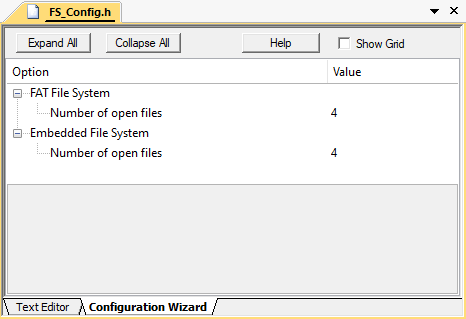 FS_Config.h
Expand All Collapse All Help Show Grid
Option Value
FAT File System
Number of open files 4
Embedded File System
Number of open files 4
Text Editor Configuration Wizard